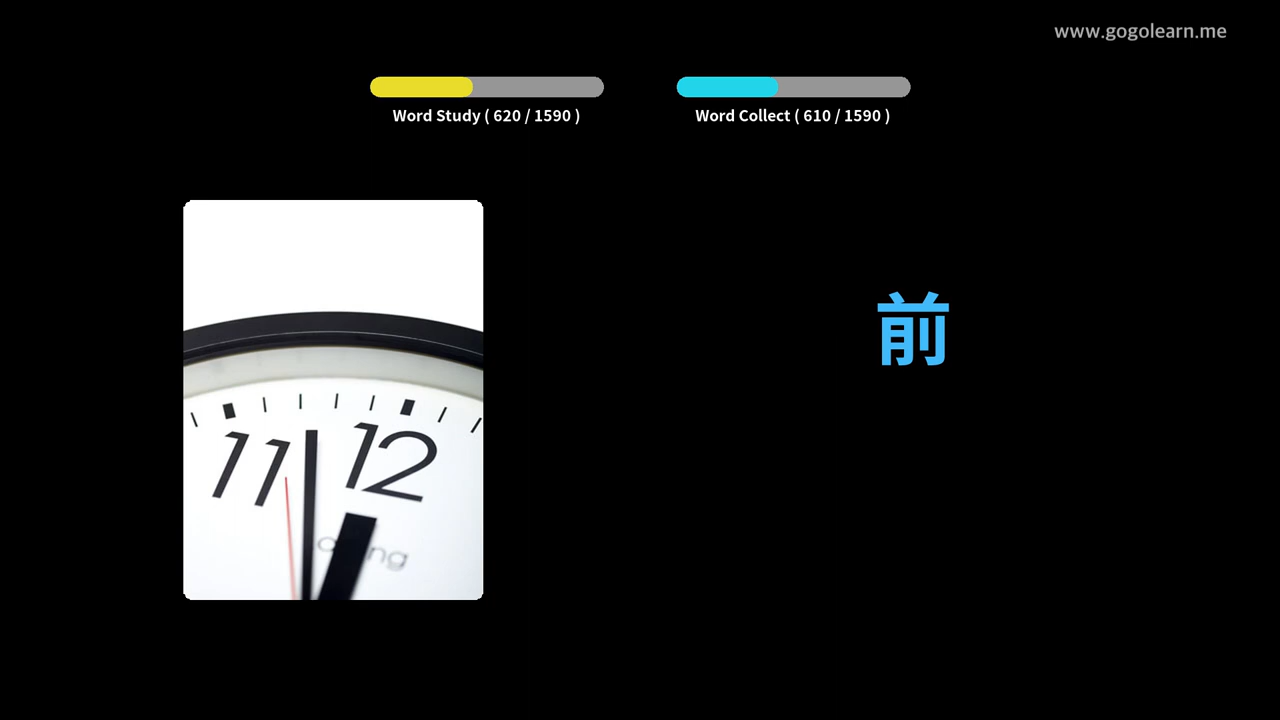 www.gogolearn.me
Word Study ( 620 / 1590 )
Word Collect ( 610 / 1590 )
前
11
12